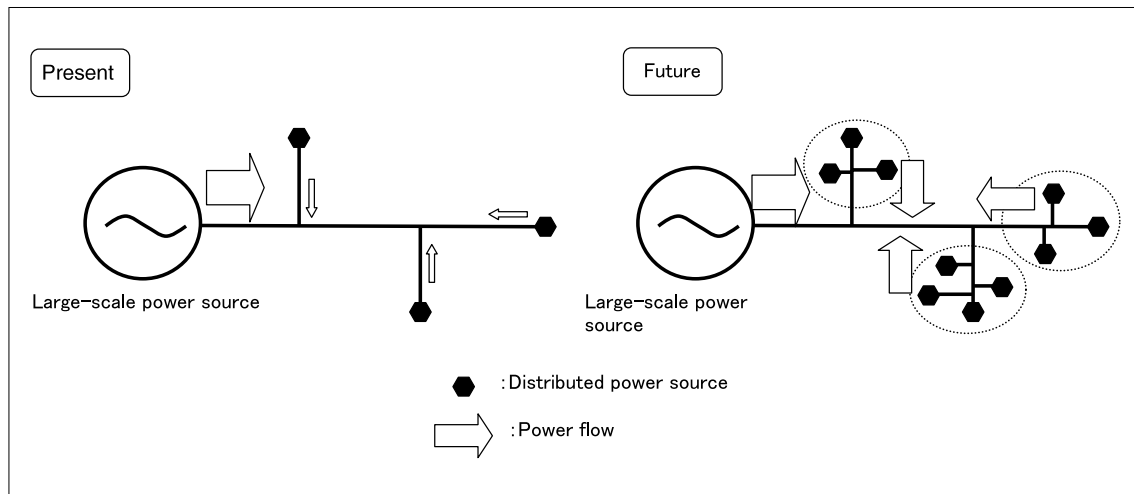 Present
Future
Large-scale power source
Large-scale power
source
:Distributed power source
:Power flow